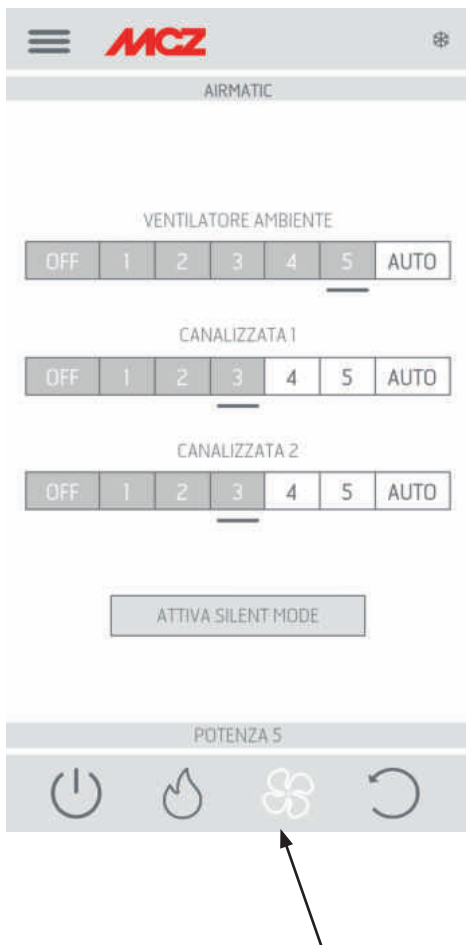 MCZ
AIRMATIC
VENTILATORE AMBIENTE
OFF 1 2 3 4 5 AUTO
CANALIZZATA 1
OFF 1 2 3 4 5 AUTO
CANALIZZATA 2
OFF 1 2 3 4 5 AUTO
ATTIVA SILENT MODE
POTENZA 5